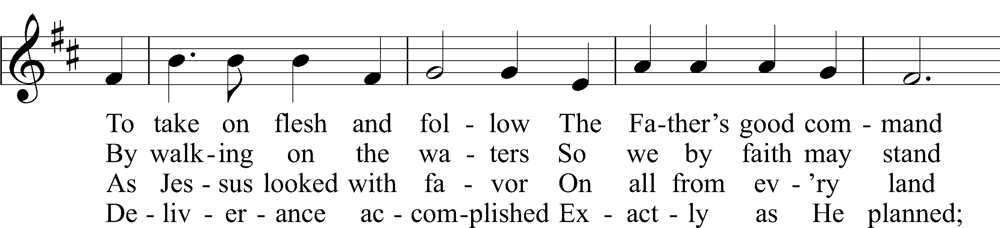 To take on flesh and fol - low The Fa-ther's good com - mand
By walk-ing on the wa - ters So we by faith may stand
As Jes - sus looked with fa - vor On all from ev - 'ry land
De - liv - er - ance ac - com-plished Ex - act - ly as He planned;